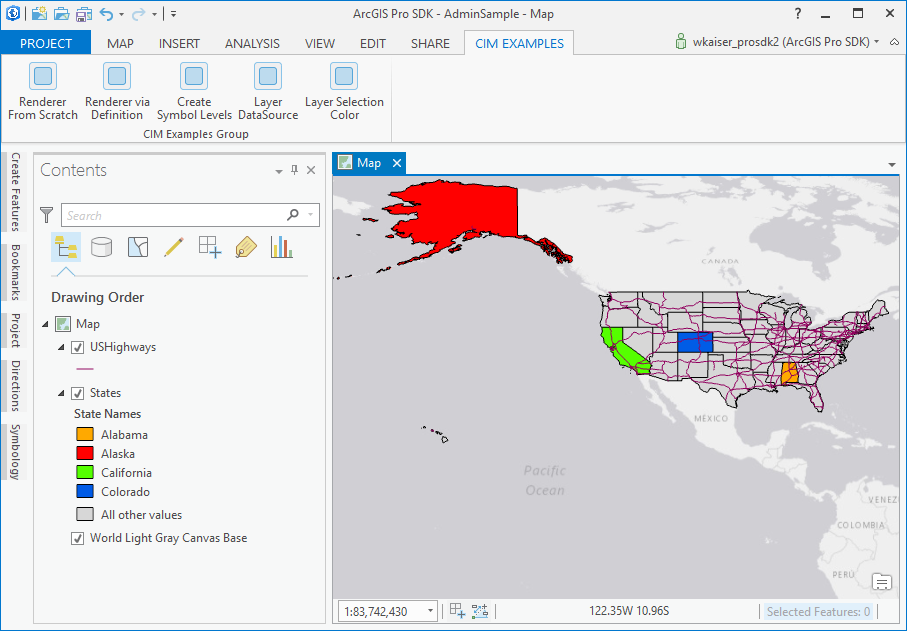 ArcGIS Pro SDK - AdminSample - Map
?
PROJECT MAP INSERT ANALYSIS VIEW EDIT SHARE CIM EXAMPLES
wkaiser_prosdk2 (ArcGIS Pro SDK)
Renderer From Scratch
Renderer via Definition
Create Symbol Levels
Layer DataSource
Layer Selection Color
CIM Examples Group
Create Features
Bookmarks
Project
Directions
Symbology
Contents
Search
Drawing Order
Map
USHighways
States
State Names
Alabama
Alaska
California
Colorado
All other values
World Light Gray Canvas Base
Map
CANADA
MÉXICO
Pacific
Ocean
VENEZ
COLOMBIA
PERÚ
1:83,742,430
122.35W 10.96S
Selected Features: 0